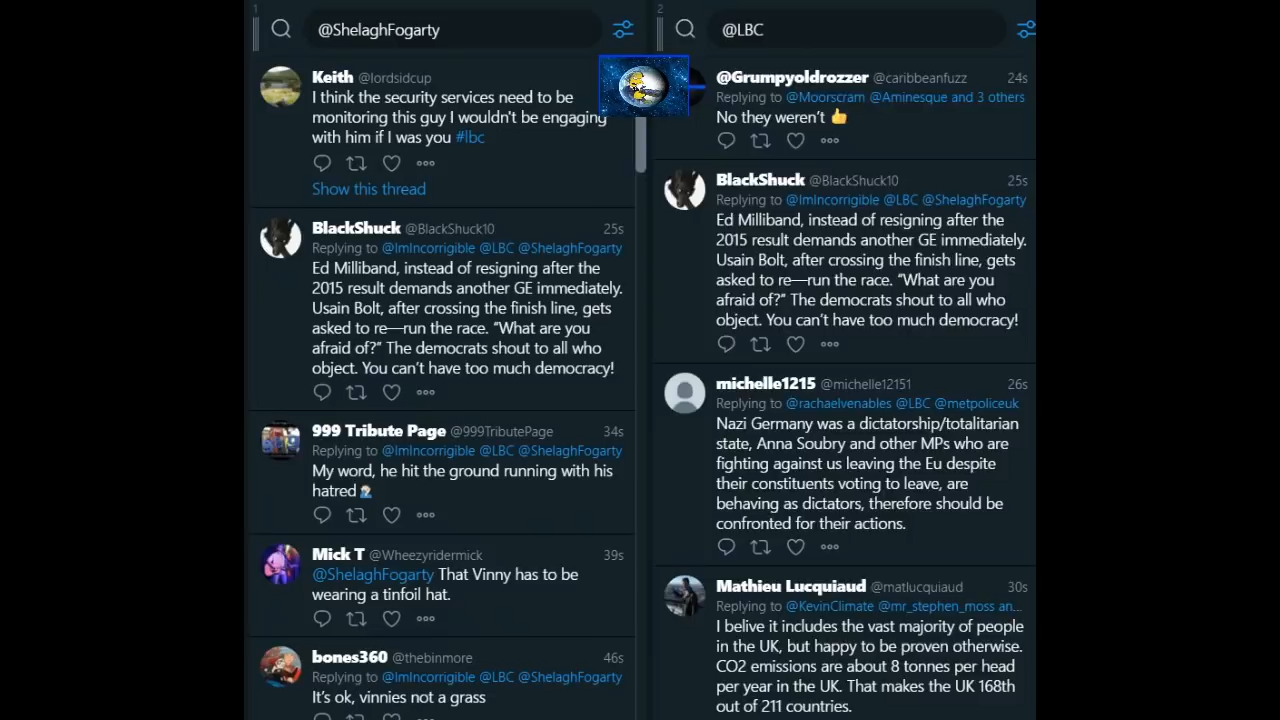 1
@ShelaghFogarty
Keith @lordsidcup
I think the security services need to be
monitoring this guy I wouldn't be engaging
with him if I was you #lbc
Show this thread
BlackShuck @BlackShuck10 25s
Replying to @ImIncorrigible @LBC @ShelaghFogarty
Ed Milliband, instead of resigning after the
2015 result demands another GE immediately.
Usain Bolt, after crossing the finish line, gets
asked to re—run the race. “What are you
afraid of?” The democrats shout to all who
object. You can’t have too much democracy!
999 Tribute Page @999TributePage 34s
Replying to @ImIncorrigible @LBC @ShelaghFogarty
My word, he hit the ground running with his
hatred🤦
Mick T @Wheezyridermick 39s
@ShelaghFogarty That Vinny has to be
wearing a tinfoil hat.
bones360 @thebinmore 46s
Replying to @ImIncorrigible @LBC @ShelaghFogarty
It’s ok, vinnies not a grass
2
@LBC
@Grumpyoldrozzer @caribbeanfuzz 24s
Replying to @Moorscram @Aminesque and 3 others
No they weren’t 👍
BlackShuck @BlackShuck10 25s
Replying to @ImIncorrigible @LBC @ShelaghFogarty
Ed Milliband, instead of resigning after the
2015 result demands another GE immediately.
Usain Bolt, after crossing the finish line, gets
asked to re—run the race. “What are you
afraid of?” The democrats shout to all who
object. You can’t have too much democracy!
michelle1215 @michelle12151 26s
Replying to @rachaelvenables @LBC @metpoliceuk
Nazi Germany was a dictatorship/totalitarian
state, Anna Soubry and other MPs who are
fighting against us leaving the Eu despite
their constituents voting to leave, are
behaving as dictators, therefore should be
confronted for their actions.
Mathieu Lucquiaud @matlucquiaud 30s
Replying to @KevinClimate @mr_stephen_moss an...
I belive it includes the vast majority of people
in the UK, but happy to be proven otherwise.
CO2 emissions are about 8 tonnes per head
per year in the UK. That makes the UK 168th
out of 211 countries.